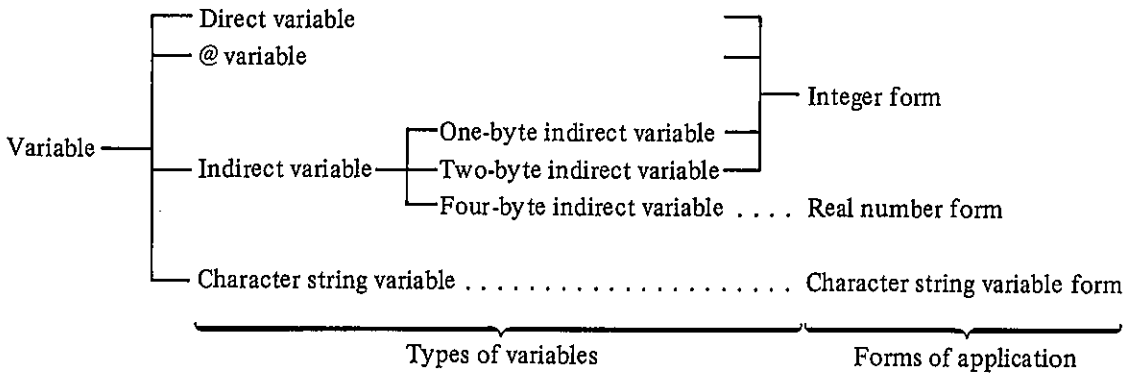 Direct variable
@ variable
Integer form
One-byte indirect variable
Variable
Indirect variable
Two-byte indirect variable
Four-byte indirect variable . . . . Real number form
Character string variable . . . . . . . . . . . . . . . . . . . . . . Character string variable form
Types of variables
Forms of application